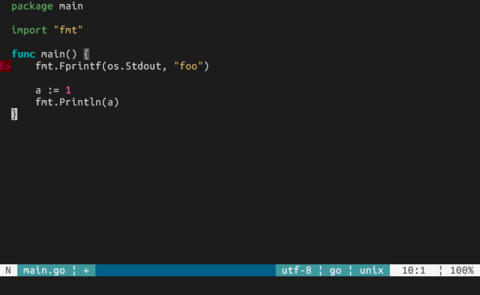 package main
import "fmt"
func main() {
E> fmt.Fprintf(os.Stdout, "foo")
a := 1
fmt.Println(a)
}
N main.go ¦ + utf-8 ¦ go ¦ unix 10:1 ¦ 100%